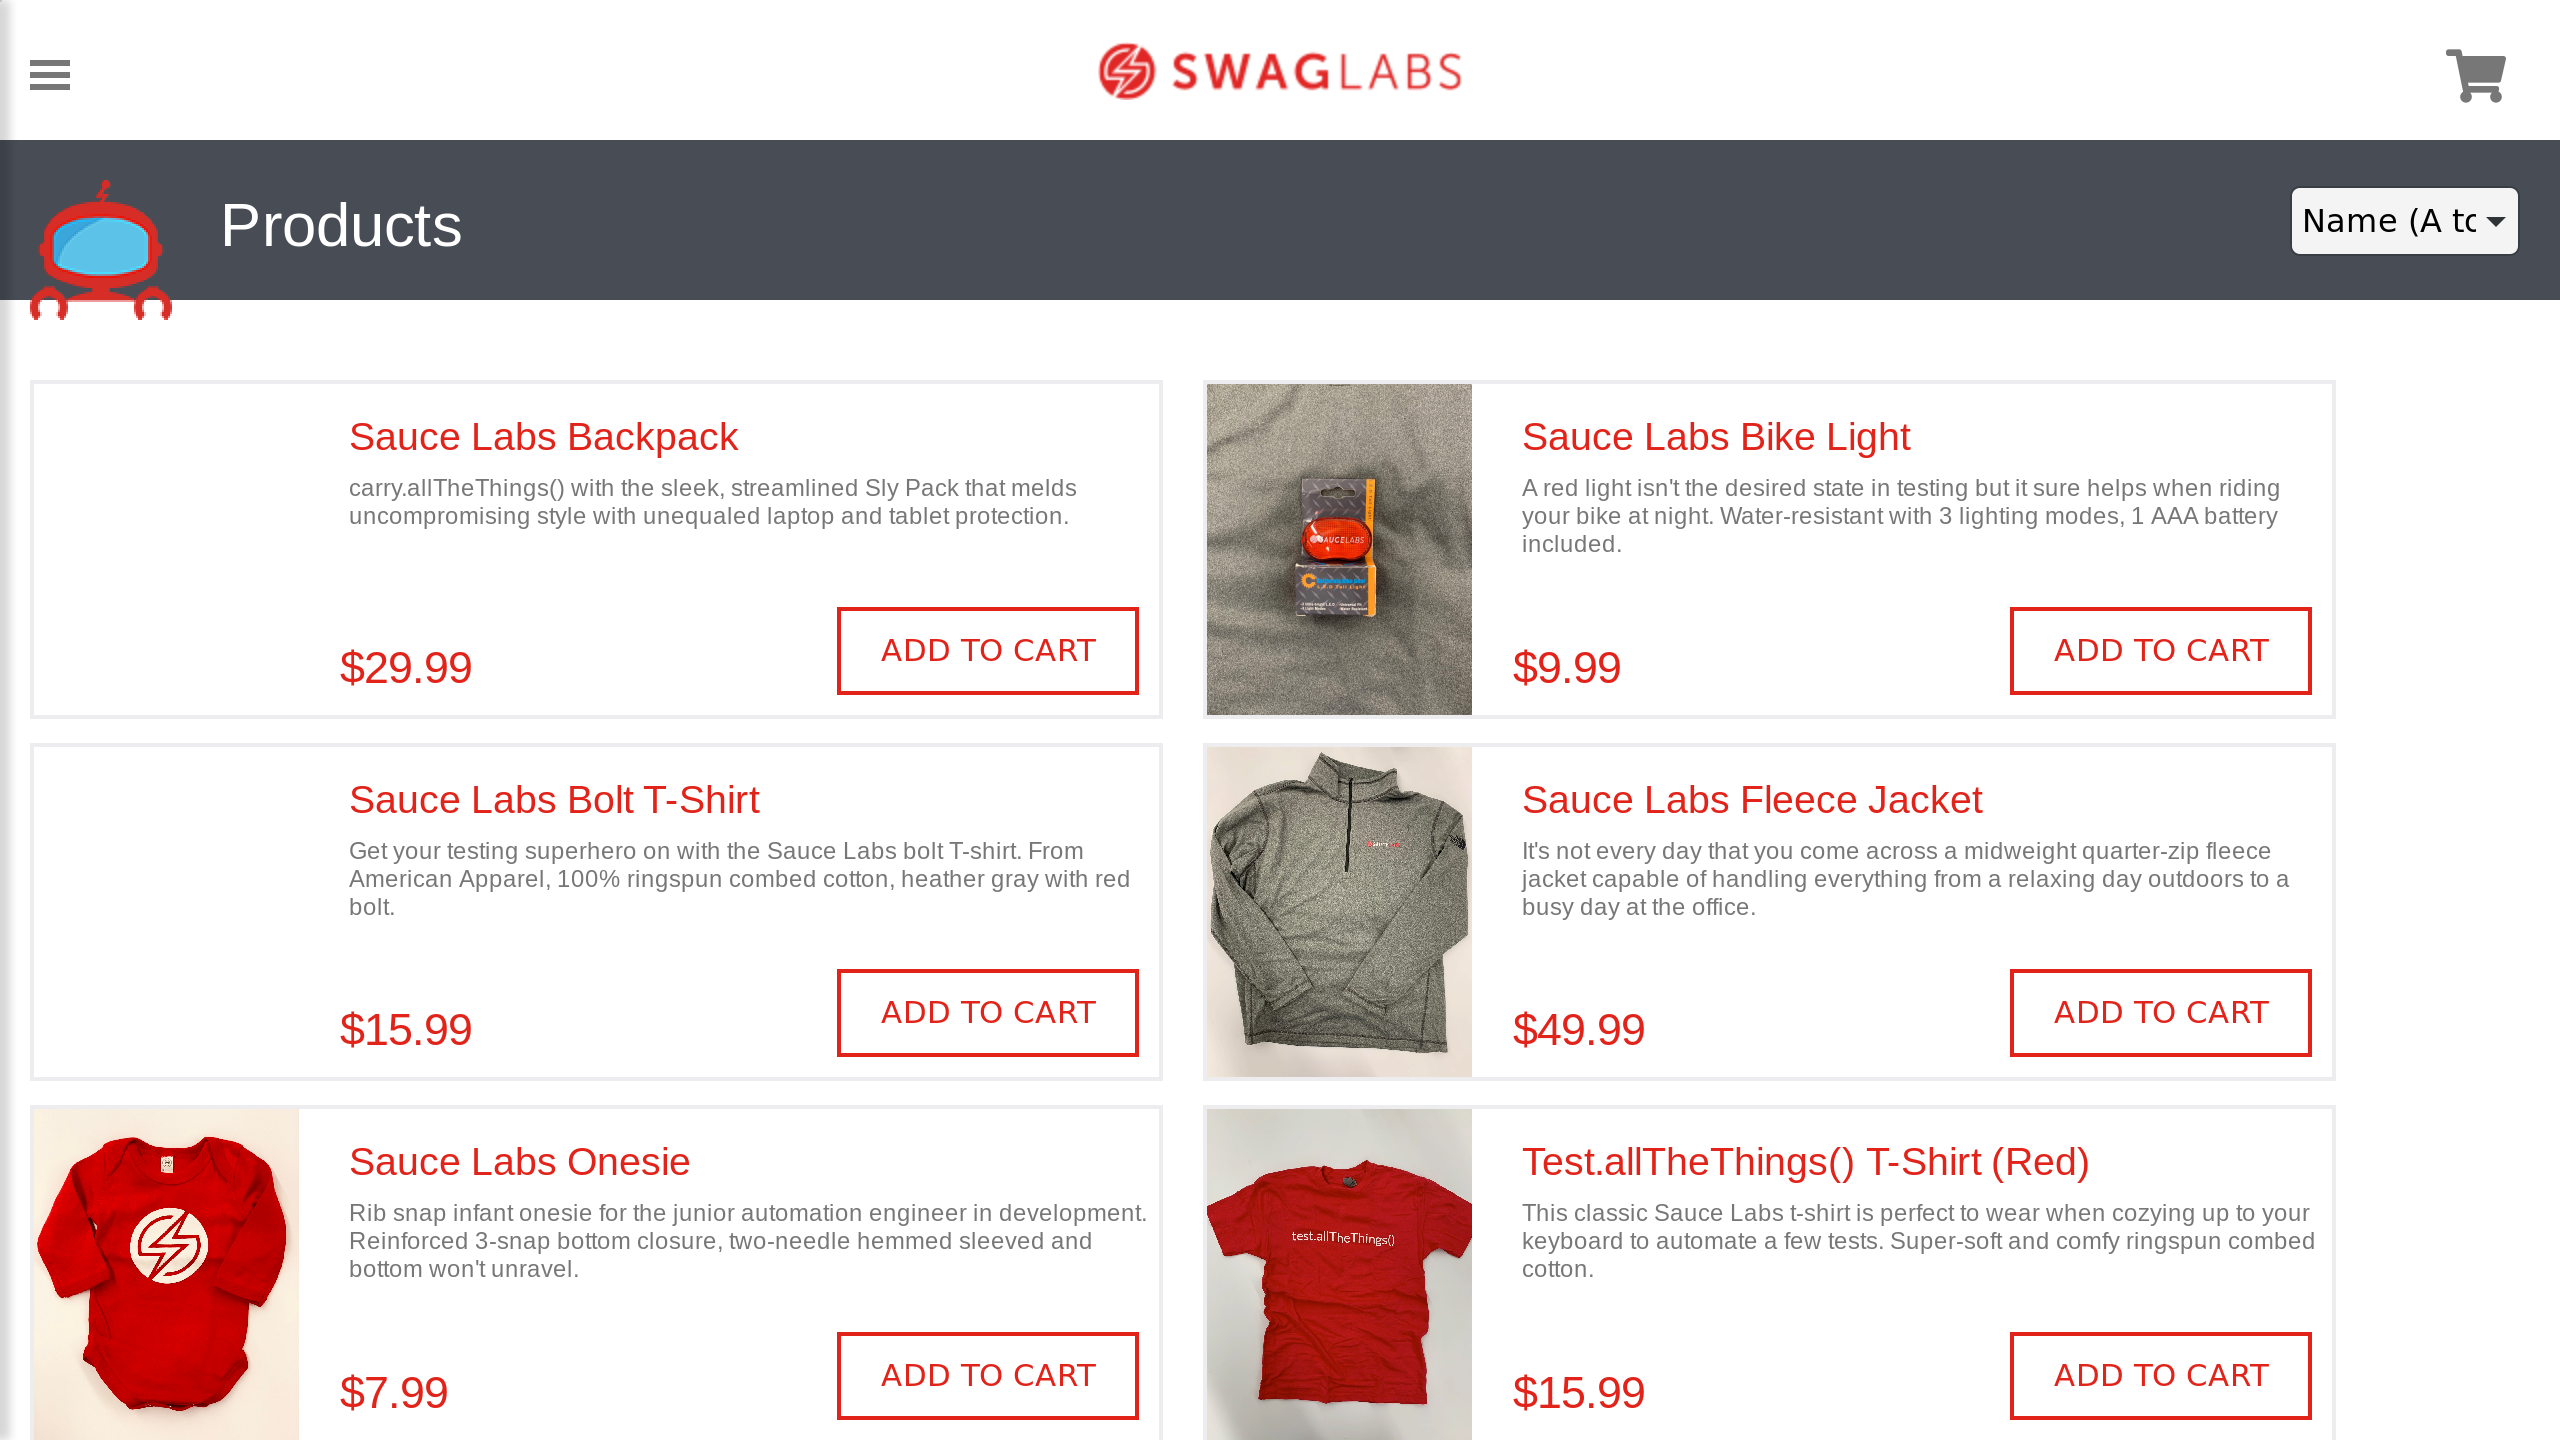 SWAGLABS
Products
Name (A to
Sauce Labs Backpack
carry.allTheThings() with the sleek, streamlined Sly Pack that melds
uncompromising style with unequaled laptop and tablet protection.
$29.99
ADD TO CART
SAUCELABS
Sauce Labs Bike Light
A red light isn't the desired state in testing but it sure helps when riding
your bike at night. Water-resistant with 3 lighting modes, 1 AAA battery
included.
$9.99
ADD TO CART
Sauce Labs Bolt T-Shirt
Get your testing superhero on with the Sauce Labs bolt T-shirt. From
American Apparel, 100% ringspun combed cotton, heather gray with red
bolt.
$15.99
ADD TO CART
Sauce Labs Fleece Jacket
It's not every day that you come across a midweight quarter-zip fleece
jacket capable of handling everything from a relaxing day outdoors to a
busy day at the office.
$49.99
ADD TO CART
Sauce Labs Onesie
Rib snap infant onesie for the junior automation engineer in development.
Reinforced 3-snap bottom closure, two-needle hemmed sleeved and
bottom won't unravel.
$7.99
ADD TO CART
test.allTheThings()
Test.allTheThings() T-Shirt (Red)
This classic Sauce Labs t-shirt is perfect to wear when cozying up to your
keyboard to automate a few tests. Super-soft and comfy ringspun combed
cotton.
$15.99
ADD TO CART